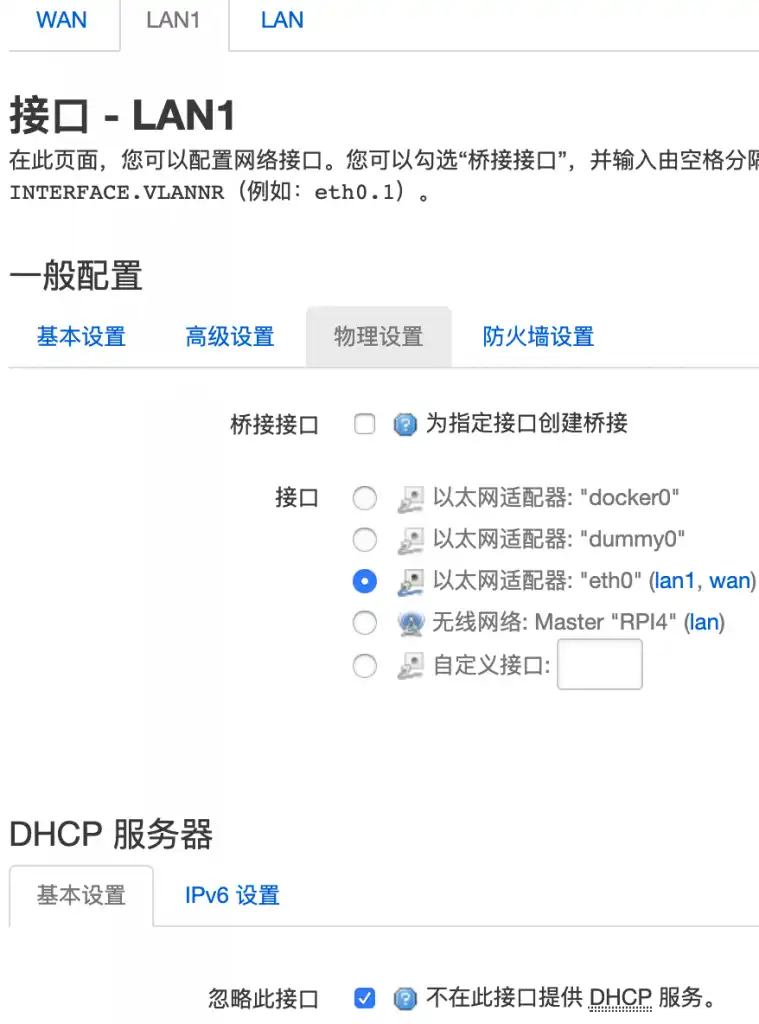 WAN LAN1 LAN
接口 - LAN1
在此页面，您可以配置网络接口。您可以勾选“桥接接口”，并输入由空格分隔
INTERFACE.VLANNR（例如：eth0.1）。
一般配置
基本设置 高级设置 物理设置 防火墙设置
桥接接口 为指定接口创建桥接
接口 以太网适配器: "docker0"
以太网适配器: "dummy0"
以太网适配器: "eth0" (lan1, wan)
无线网络: Master "RPI4" (lan)
自定义接口:
DHCP 服务器
基本设置 IPv6 设置
忽略此接口 不在此接口提供 DHCP 服务。